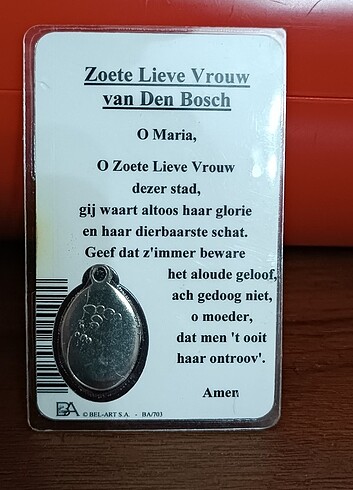 Zoete Lieve Vrouw
van Den Bosch
O Maria,
O Zoete Lieve Vrouw
dezer stad,
gij waart altoos haar glorie
en haar dierbaarste schat.
Geef dat z'immer beware
het aloude geloof,
ach gedoog niet,
o moeder,
dat men 't ooit
haar ontroov'.
Amen
BA © BEL-ART S.A. - BA/703